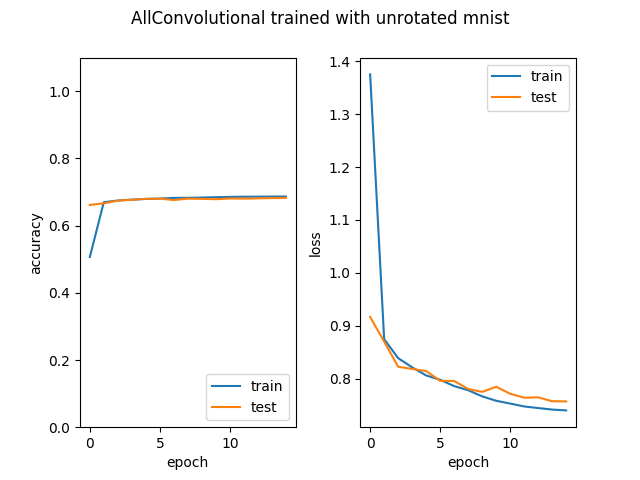 AllConvolutional trained with unrotated mnist
1.0
0.8
0.6
0.4
0.2
0.0
accuracy
0 5 10
epoch
train
test
1.4
1.3
1.2
1.1
1.0
0.9
0.8
loss
0 5 10
epoch
train
test